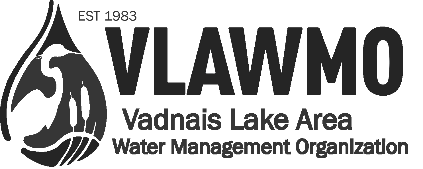 EST 1983
VLAWMO
Vadnais Lake Area
Water Management Organization